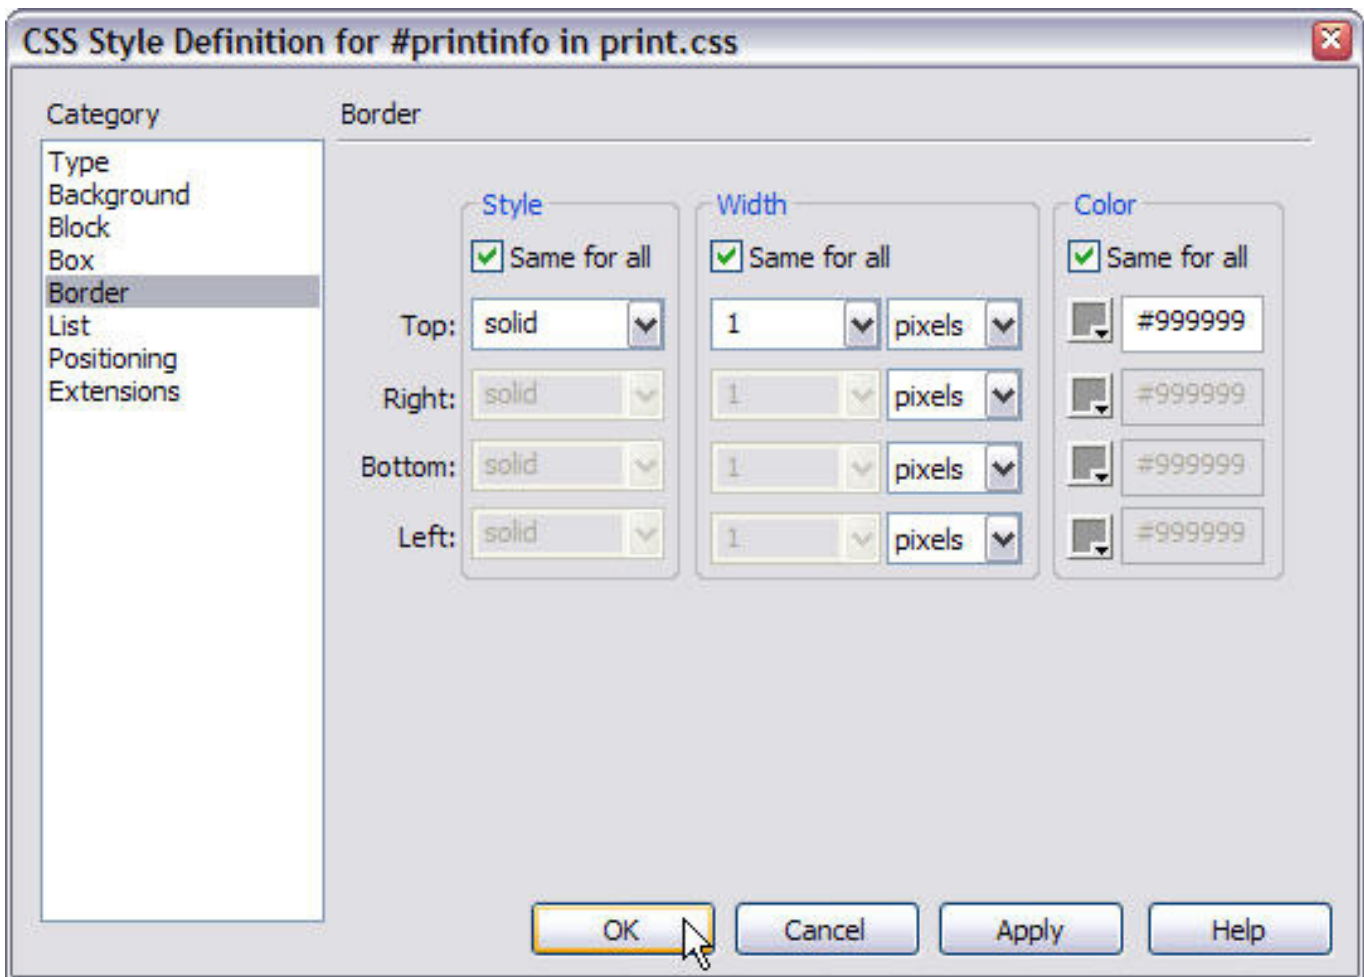 CSS Style Definition for #printinfo in print.css
Category
Type
Background
Block
Box
Border
List
Positioning
Extensions
Border
Style Width Color
Same for all Same for all Same for all
Top: solid 1 pixels #999999
Right: solid 1 pixels #999999
Bottom: solid 1 pixels #999999
Left: solid 1 pixels #999999
OK Cancel Apply Help